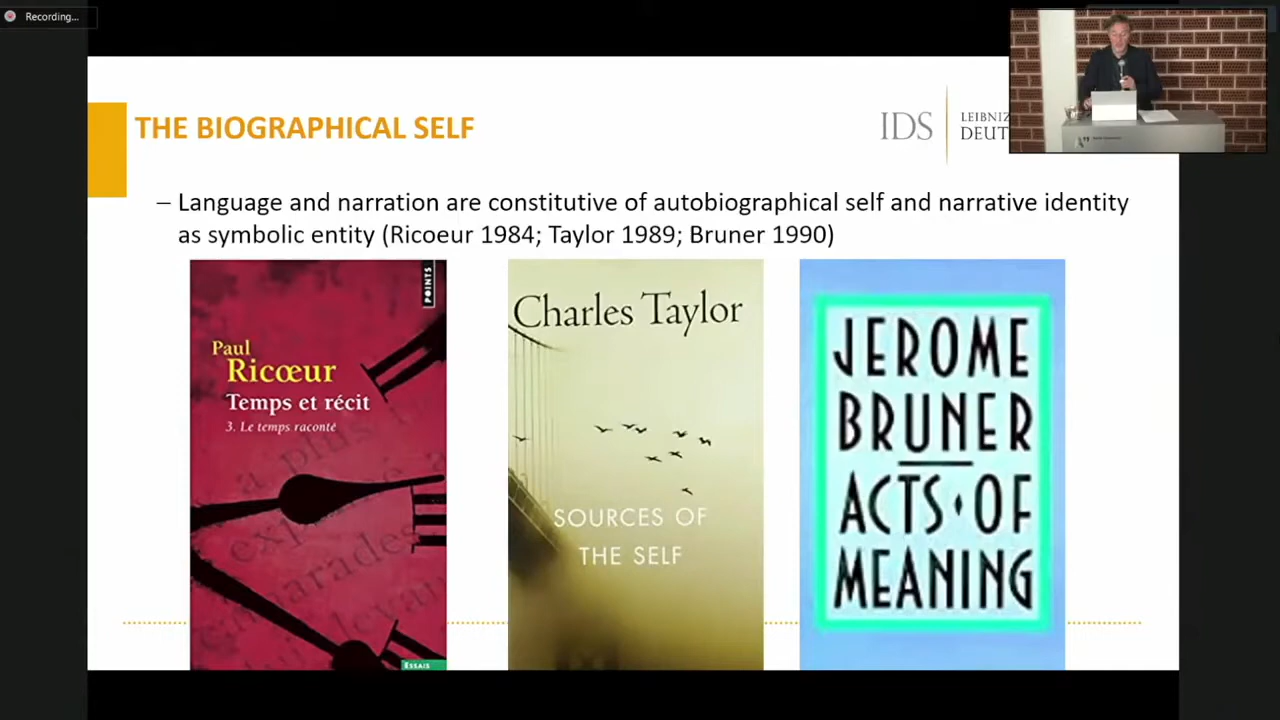 Recording...
THE BIOGRAPHICAL SELF
IDS
LEIBNIZ
DEUT
– Language and narration are constitutive of autobiographical self and narrative identity
as symbolic entity (Ricoeur 1984; Taylor 1989; Bruner 1990)
POINTS
Paul
Ricœur
Temps et récit
3. Le temps raconté
ESSAIS
Charles Taylor
SOURCES OF
THE SELF
JEROME
BRUNER
ACTS·OF
MEANING